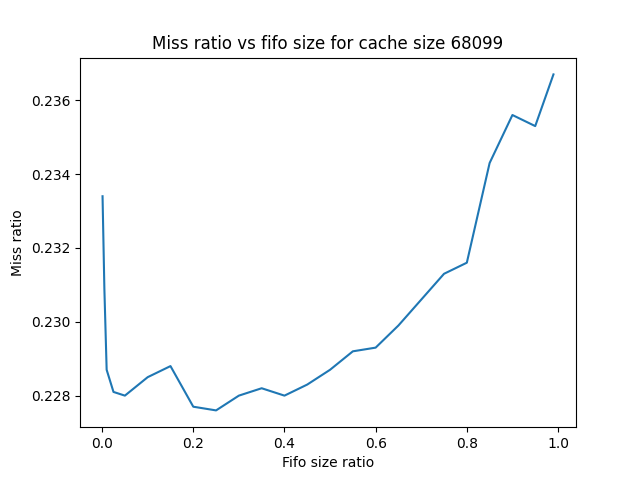 Miss ratio vs fifo size for cache size 68099
0.236
0.234
0.232
0.230
0.228
Miss ratio
0.0 0.2 0.4 0.6 0.8 1.0
Fifo size ratio